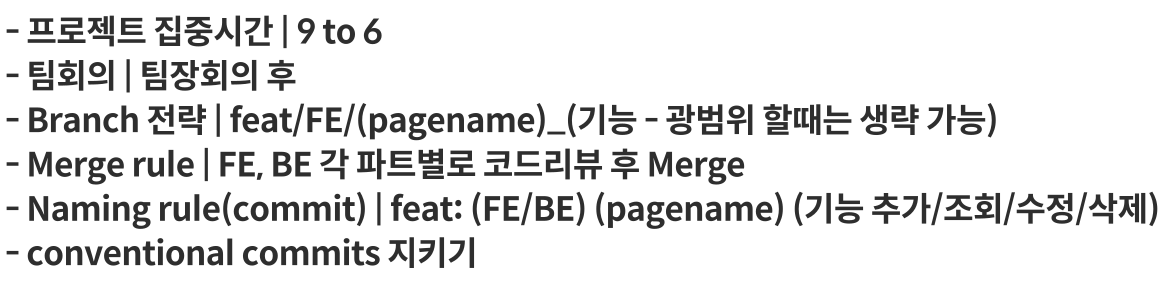 - 프로젝트 집중시간 | 9 to 6
- 팀회의 | 팀장회의 후
- Branch 전략 | feat/FE/(pagename)_(기능 - 광범위 할때는 생략 가능)
- Merge rule | FE, BE 각 파트별로 코드리뷰 후 Merge
- Naming rule(commit) | feat: (FE/BE) (pagename) (기능 추가/조회/수정/삭제)
- conventional commits 지키기